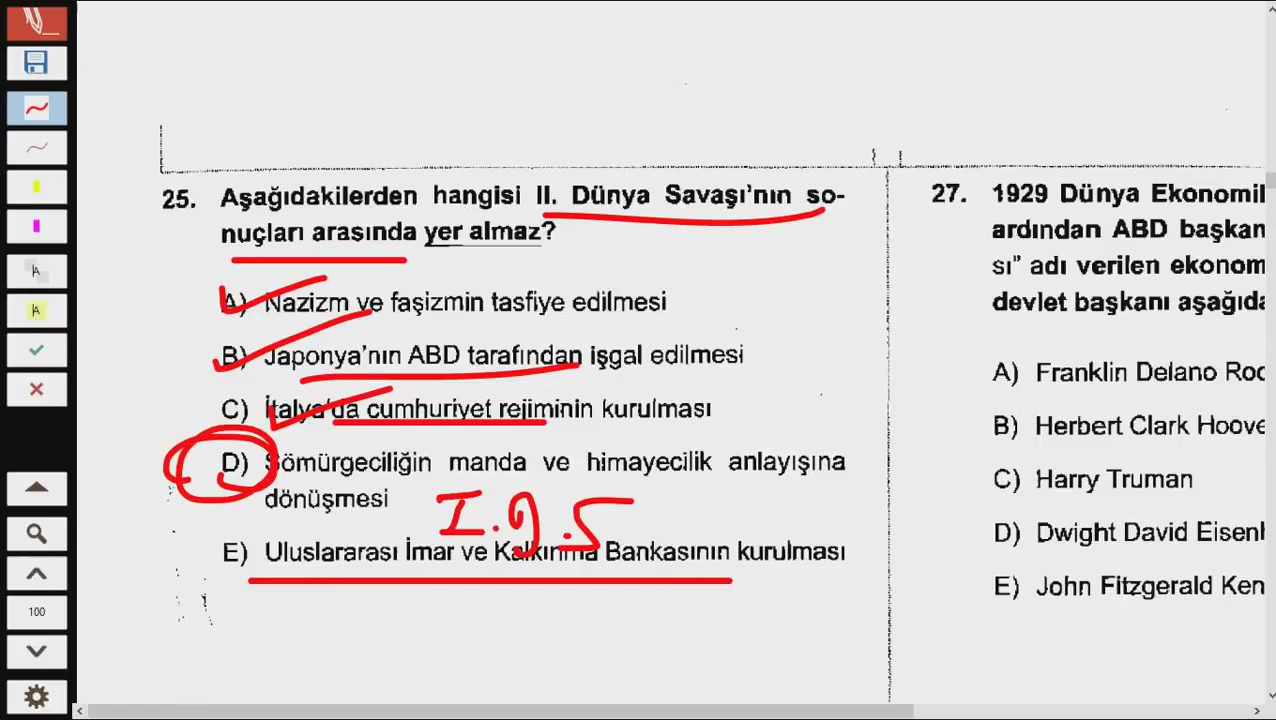 25. Aşağıdakilerden hangisi II. Dünya Savaşı'nın so-
nuçları arasında yer almaz?
A) Nazizm ve faşizmin tasfiye edilmesi
B) Japonya'nın ABD tarafından işgal edilmesi
C) İtalya'da cumhuriyet rejiminin kurulması
D) Sömürgeciliğin manda ve himayecilik anlayışına
dönüşmesi
E) Uluslararası İmar ve Kalkınma Bankasının kurulması
27. 1929 Dünya Ekonomi
ardından ABD başkan
sı" adı verilen ekonom
devlet başkanı aşağıda
A) Franklin Delano Roo
B) Herbert Clark Hoove
C) Harry Truman
D) Dwight David Eisenh
E) John Fitzgerald Ken
100